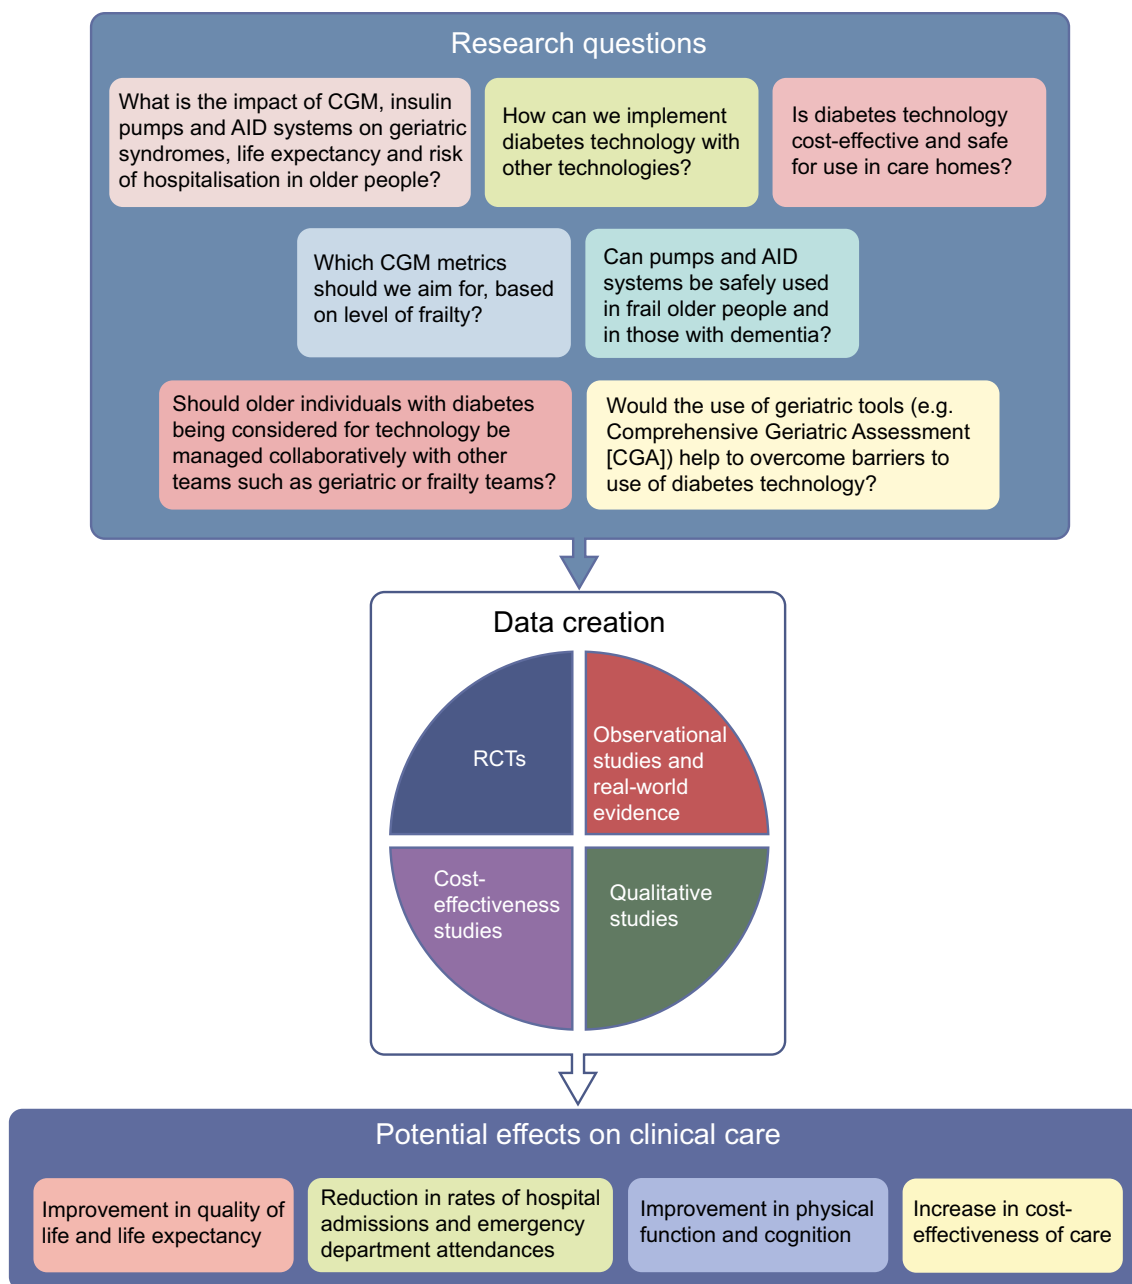 Research questions
What is the impact of CGM, insulin
pumps and AID systems on geriatric
syndromes, life expectancy and risk
of hospitalisation in older people?
How can we implement
diabetes technology with
other technologies?
Is diabetes technology
cost-effective and safe
for use in care homes?
Which CGM metrics
should we aim for, based
on level of frailty?
Can pumps and AID
systems be safely used
in frail older people and
in those with dementia?
Should older individuals with diabetes
being considered for technology be
managed collaboratively with other
teams such as geriatric or frailty teams?
Would the use of geriatric tools (e.g.
Comprehensive Geriatric Assessment
[CGA]) help to overcome barriers to
use of diabetes technology?
Data creation
RCTs
Observational
studies and
real-world
evidence
Cost-
effectiveness
studies
Qualitative
studies
Potential effects on clinical care
Improvement in quality of
life and life expectancy
Reduction in rates of hospital
admissions and emergency
department attendances
Improvement in physical
function and cognition
Increase in cost-
effectiveness of care